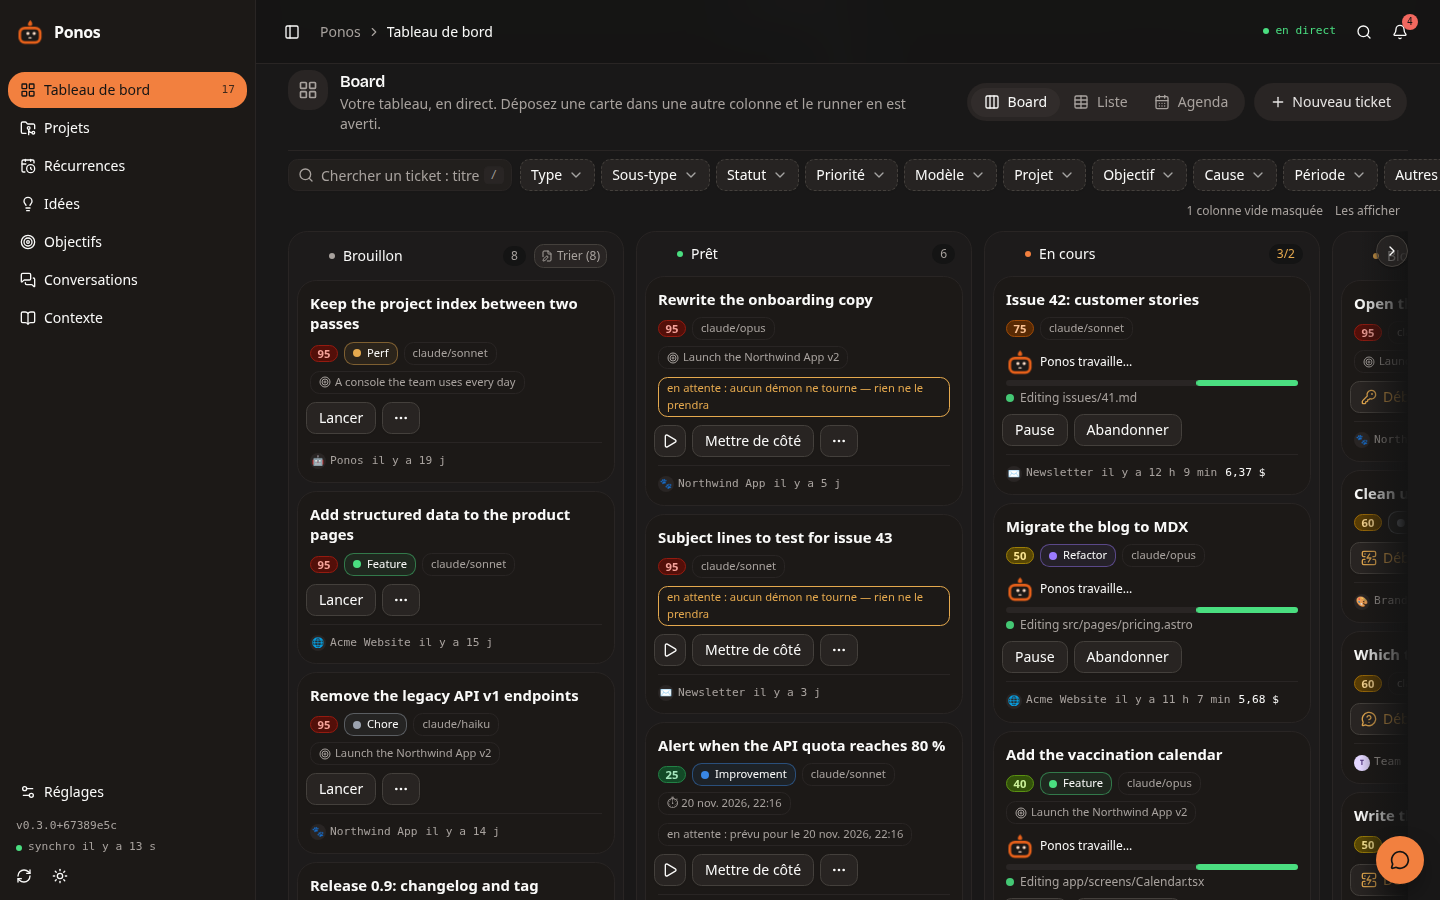 Ponos
Tableau de bord
17
Projets
Récurrences
Idées
Objectifs
Conversations
Contexte
Réglages
v0.3.0+67389e5c
synchro il y a 13 s
Ponos
Tableau de bord
en direct
4
Board
Votre tableau, en direct. Déposez une carte dans une autre colonne et le runner en est
averti.
Board
Liste
Agenda
Nouveau ticket
Chercher un ticket : titre
/
Type
Sous-type
Statut
Priorité
Modèle
Projet
Objectif
Cause
Période
Autres
1 colonne vide masquée
Les afficher
Brouillon
8
Trier (8)
Keep the project index between two
passes
95
Perf
claude/sonnet
A console the team uses every day
Lancer
Ponos il y a 19 j
Add structured data to the product
pages
95
Feature
claude/sonnet
Lancer
Acme Website il y a 15 j
Remove the legacy API v1 endpoints
95
Chore
claude/haiku
Launch the Northwind App v2
Lancer
Northwind App il y a 14 j
Release 0.9: changelog and tag
Prêt
6
Rewrite the onboarding copy
95
claude/opus
Launch the Northwind App v2
en attente : aucun démon ne tourne — rien ne le
prendra
Mettre de côté
Northwind App il y a 5 j
Subject lines to test for issue 43
95
claude/sonnet
en attente : aucun démon ne tourne — rien ne le
prendra
Mettre de côté
Newsletter il y a 3 j
Alert when the API quota reaches 80 %
25
Improvement
claude/sonnet
20 nov. 2026, 22:16
en attente : prévu pour le 20 nov. 2026, 22:16
Mettre de côté
En cours
3/2
Issue 42: customer stories
75
claude/sonnet
Ponos travaille…
Editing issues/41.md
Pause
Abandonner
Newsletter il y a 12 h 9 min 6,37 $
Migrate the blog to MDX
50
Refactor
claude/opus
Ponos travaille…
Editing src/pages/pricing.astro
Pause
Abandonner
Acme Website il y a 11 h 7 min 5,68 $
Add the vaccination calendar
40
Feature
claude/opus
Launch the Northwind App v2
Ponos travaille…
Editing app/screens/Calendar.tsx
Open
95
Laun
Dé
North
Clean
60
Dé
Bran
Which
60
Dé
T
Team
Write
50